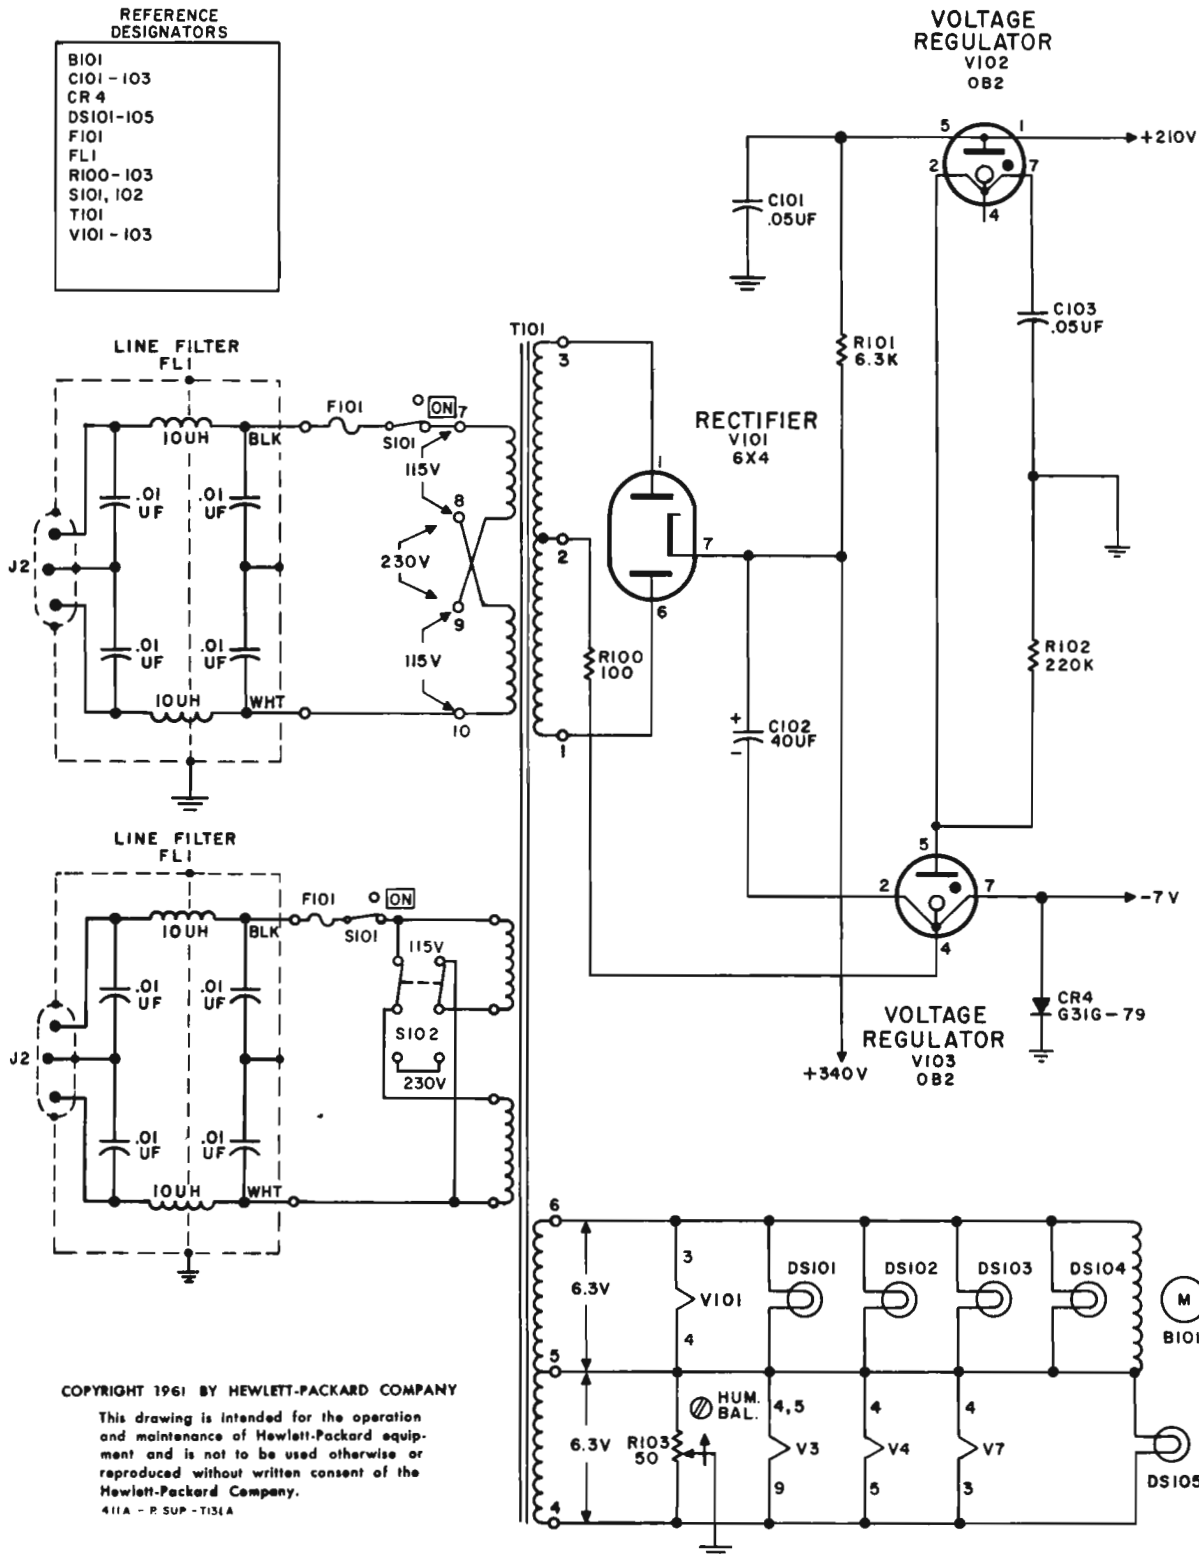 REFERENCE
DESIGNATORS
B101
C101-103
CR4
DS101-105
F101
FL1
R100-103
S101, 102
T101
V101-103
VOLTAGE
REGULATOR
V102
OB2
5
1
+210V
2
7
4
C101
.05UF
C103
.05UF
R101
6.3K
T101
3
LINE FILTER
FL1
F101
ON
7
10UH
BLK
S101
115V
RECTIFIER
V101
6X4
1
.01
UF
.01
UF
8
2
7
J2
230V
9
6
.01
UF
.01
UF
115V
R100
100
R102
220K
10UH
WHT
10
1
+
C102
40UF
-
LINE FILTER
FL1
5
F101
ON
2
7
-7V
10UH
BLK
S101
4
115V
.01
UF
.01
UF
CR4
G31G-79
S102
VOLTAGE
REGULATOR
V103
OB2
J2
230V
+340V
.01
UF
.01
UF
10UH
WHT
6
3
DS101
DS102
DS103
DS104
6.3V
V101
M
4
B101
5
COPYRIGHT 1961 BY HEWLETT-PACKARD COMPANY
This drawing is intended for the operation
and maintenance of Hewlett-Packard equip-
ment and is not to be used otherwise or
reproduced without written consent of the
Hewlett-Packard Company.
411A - P. SUP - T131A
HUM.
BAL.
4,5
4
4
6.3V
R103
50
V3
V4
V7
9
5
3
DS105
4